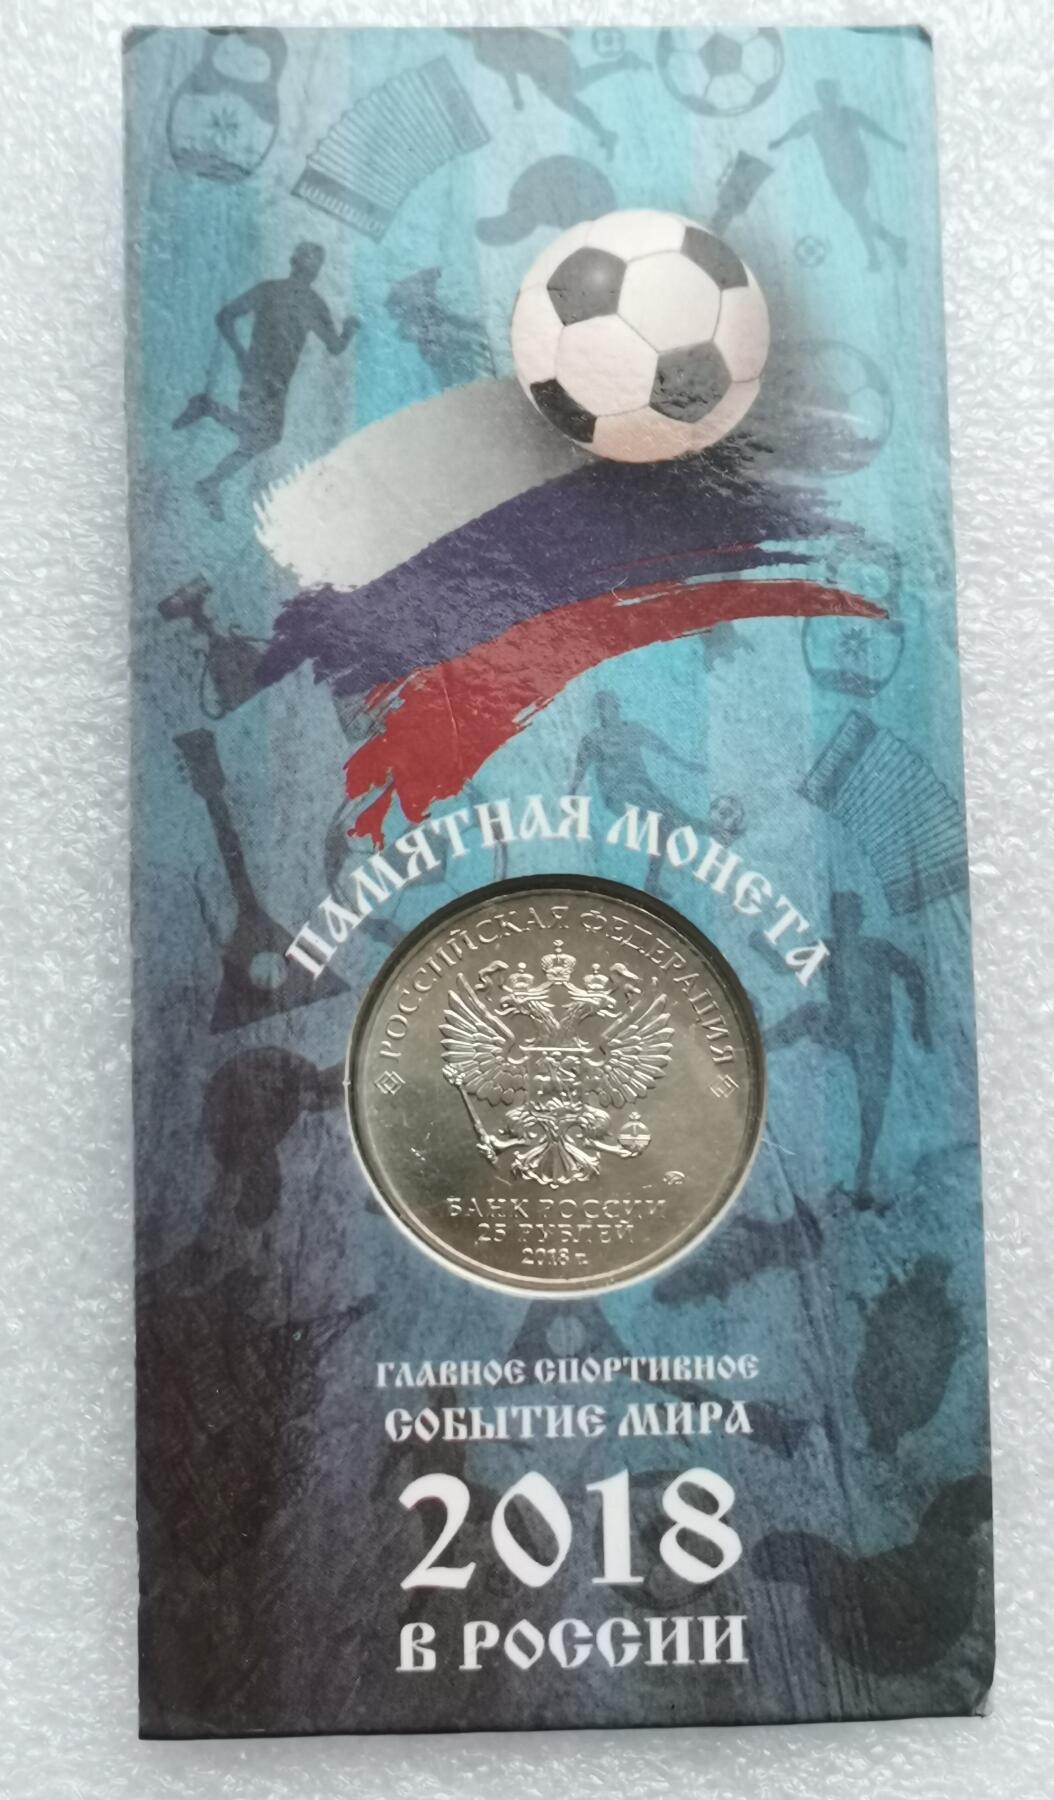 ПАМЯТНАЯ МОНЕТА
РОССИЙСКАЯ ФЕДЕРАЦИЯ
БАНК РОССИИ
25 РУБЛЕЙ
2018 г.
ГЛАВНОЕ СПОРТИВНОЕ
СОБЫТИЕ МИРА
2018
В РОССИИ